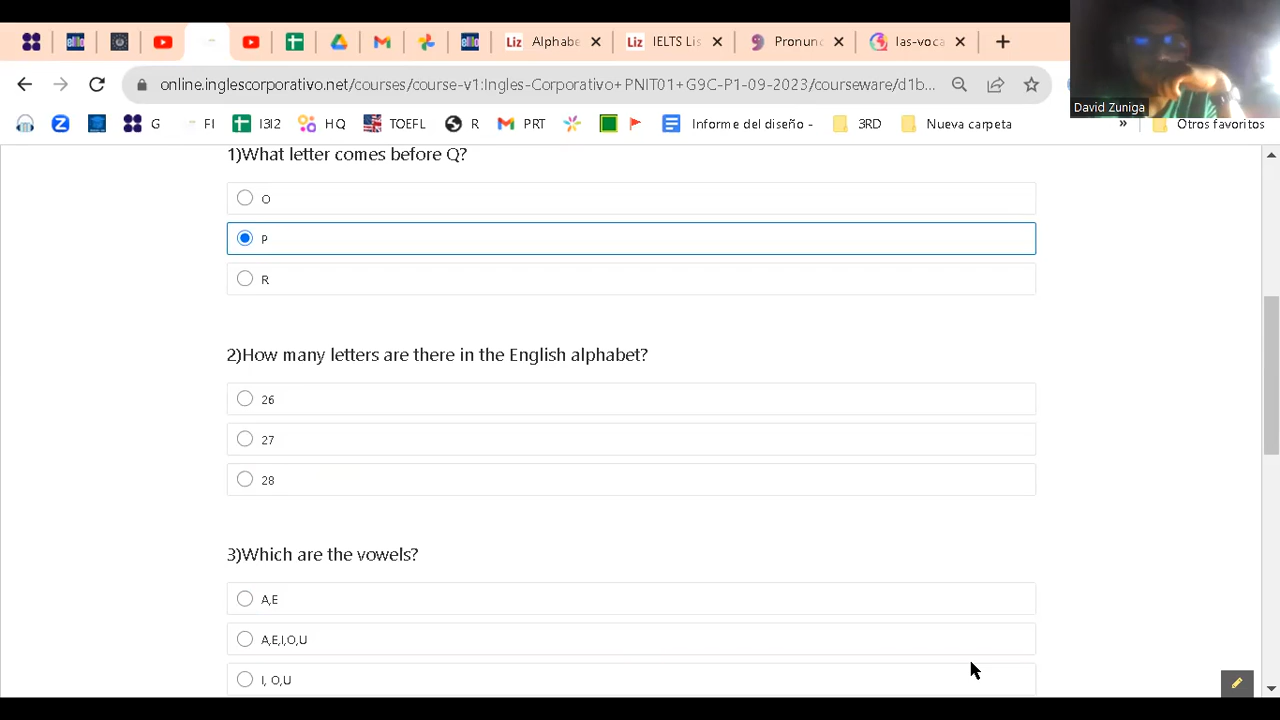 Alphabe
IELTS Lis
Pronunc
las-voca
online.inglescorporativo.net/courses/course-v1:Ingles-Corporativo+PNIT01+G9C-P1-09-2023/courseware/d1b...
David Zuniga
G
FI
I3I2
HQ
TOEFL
R
PRT
Informe del diseño -
3RD
Nueva carpeta
»
Otros favoritos
1)What letter comes before Q?
O
P
R
2)How many letters are there in the English alphabet?
26
27
28
3)Which are the vowels?
A,E
A,E,I,O,U
I, O,U